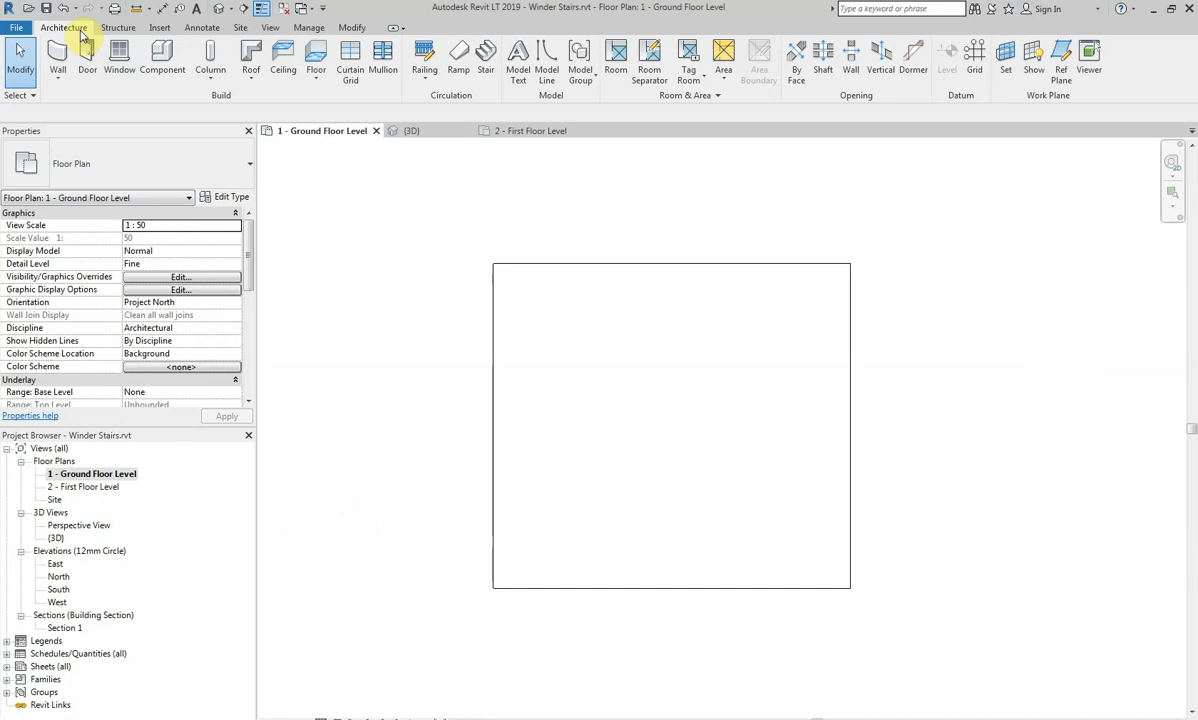 Autodesk Revit LT 2019 - Winder Stairs.rvt - Floor Plan: 1 - Ground Floor Level
Type a keyword or phrase
Sign In
File Architecture Structure Insert Annotate Site View Manage Modify
Modify
Wall
Door
Window
Component
Column
Roof
Ceiling
Floor
Curtain Grid
Mullion
Railing
Ramp
Stair
Model Text
Model Line
Model Group
Room
Room Separator
Tag Room
Area
Area Boundary
By Face
Shaft
Wall
Vertical
Dormer
Level
Grid
Set
Show
Ref Plane
Viewer
Select Build Circulation Model Room & Area Opening Datum Work Plane
Properties
1 - Ground Floor Level (3D) 2 - First Floor Level
Floor Plan
Floor Plan: 1 - Ground Floor Level Edit Type
Graphics
View Scale 1 : 50
Scale Value 1: 50
Display Model Normal
Detail Level Fine
Visibility/Graphics Overrides Edit...
Graphic Display Options Edit...
Orientation Project North
Wall Join Display Clean all wall joins
Discipline Architectural
Show Hidden Lines By Discipline
Color Scheme Location Background
Color Scheme <none>
Underlay
Range: Base Level None
Range: Top Level Unbounded
Properties help Apply
Project Browser - Winder Stairs.rvt
Views (all)
Floor Plans
1 - Ground Floor Level
2 - First Floor Level
Site
3D Views
Perspective View
(3D)
Elevations (12mm Circle)
East
North
South
West
Sections (Building Section)
Section 1
Legends
Schedules/Quantities (all)
Sheets (all)
Families
Groups
Revit Links